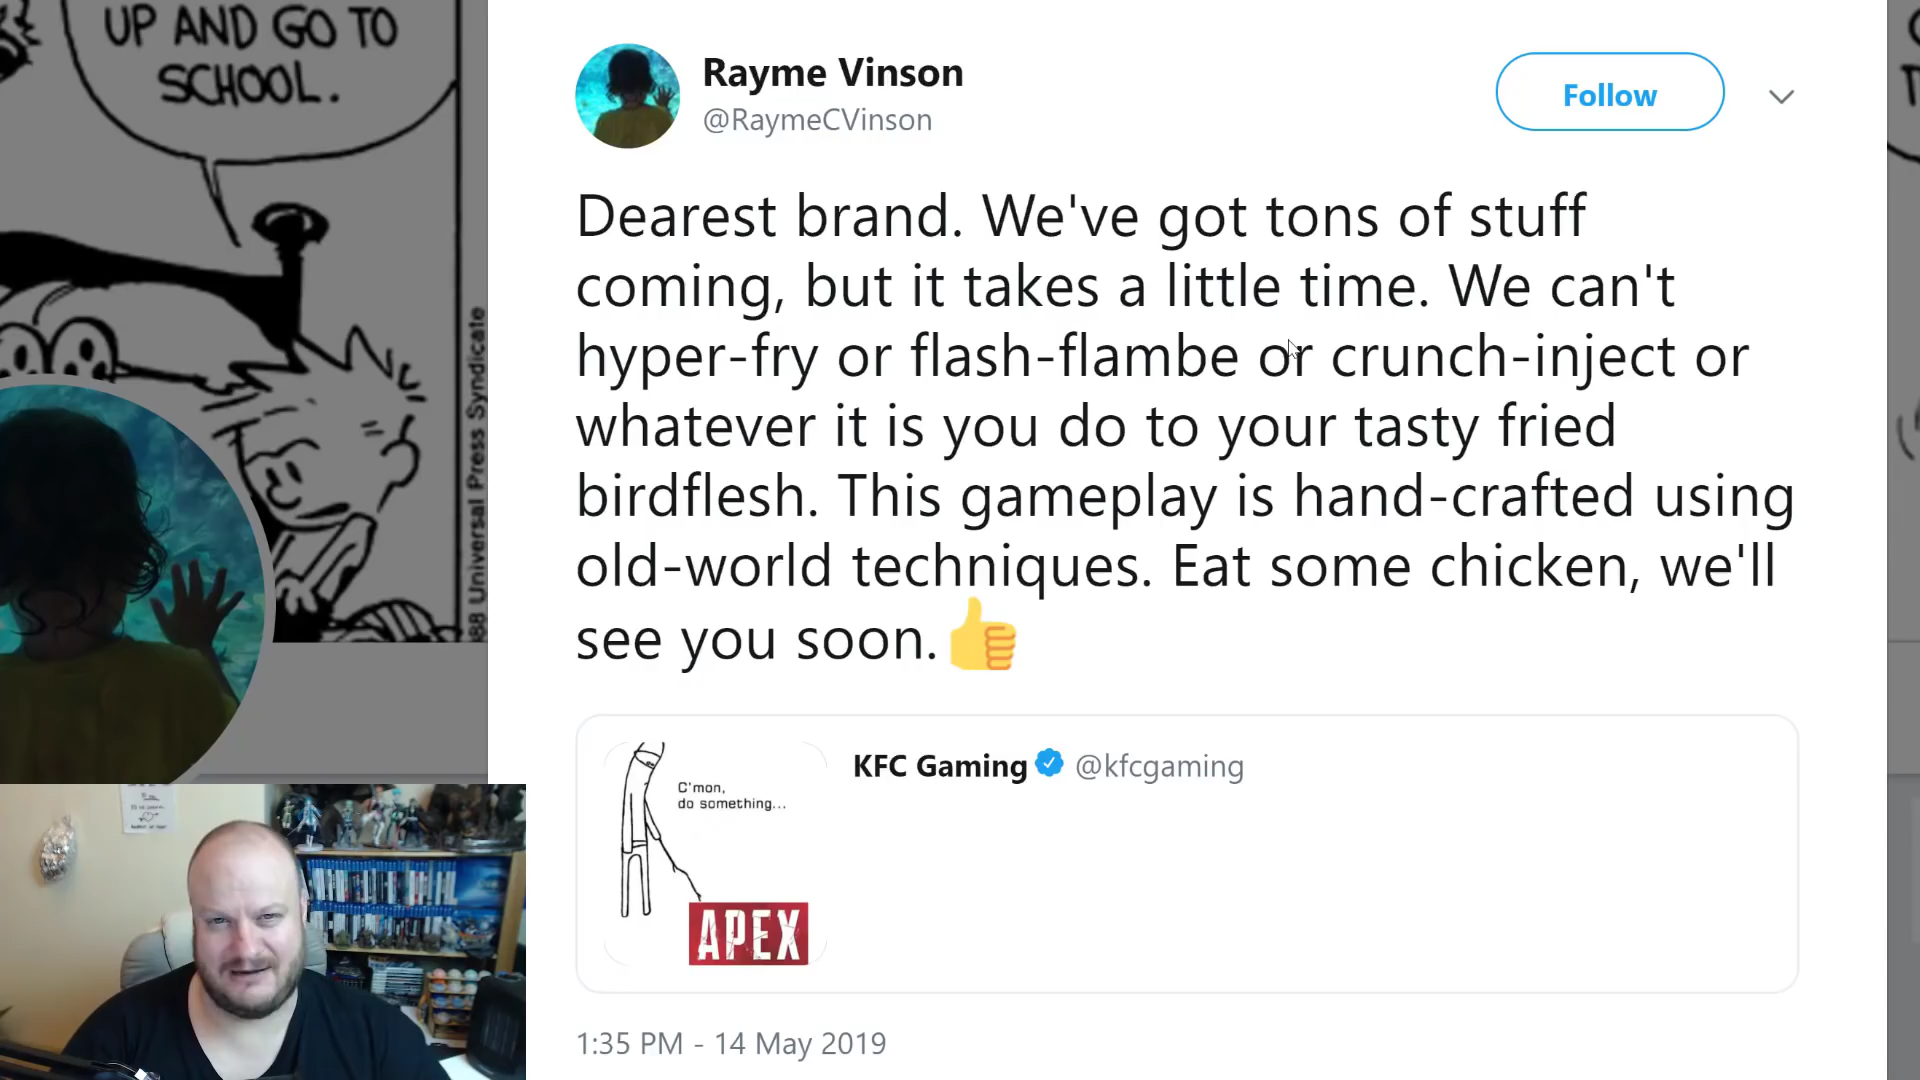 UP AND GO TO
SCHOOL.
88 Universal Press Syndicate
Rayme Vinson
@RaymeCVinson
Follow
Dearest brand. We've got tons of stuff
coming, but it takes a little time. We can't
hyper-fry or flash-flambe or crunch-inject or
whatever it is you do to your tasty fried
birdflesh. This gameplay is hand-crafted using
old-world techniques. Eat some chicken, we'll
see you soon.👍
KFC Gaming @kfcgaming
C'mon,
do something...
APEX
1:35 PM - 14 May 2019